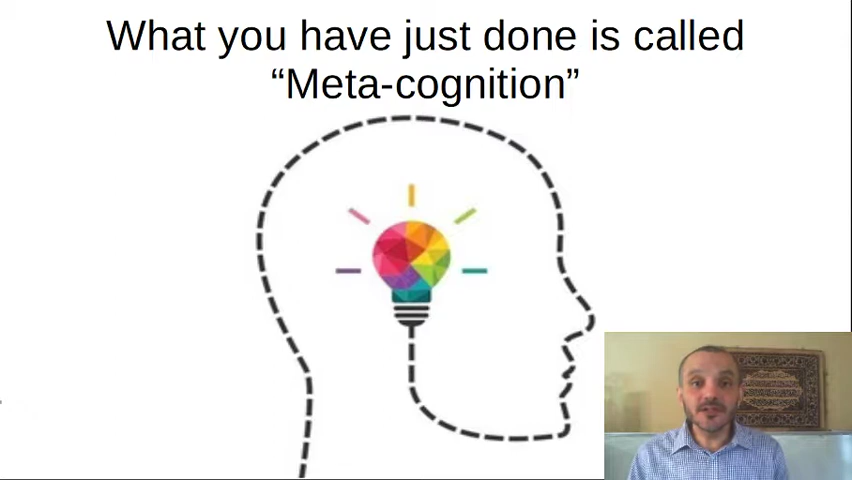 What you have just done is called
“Meta-cognition”